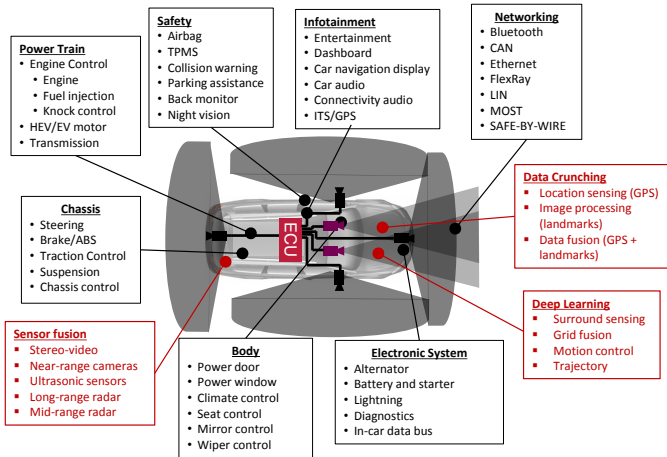 Power Train
Engine Control
Engine
Fuel injection
Knock control
HEV/EV motor
Transmission
Safety
Airbag
TPMS
Collision warning
Parking assistance
Back monitor
Night vision
Infotainment
Entertainment
Dashboard
Car navigation display
Car audio
Connectivity audio
ITS/GPS
Networking
Bluetooth
CAN
Ethernet
FlexRay
LIN
MOST
SAFE-BY-WIRE
Chassis
Steering
Brake/ABS
Traction Control
Suspension
Chassis control
ECU
Data Crunching
Location sensing (GPS)
Image processing
(landmarks)
Data fusion (GPS +
landmarks)
Sensor fusion
Stereo-video
Near-range cameras
Ultrasonic sensors
Long-range radar
Mid-range radar
Body
Power door
Power window
Climate control
Seat control
Mirror control
Wiper control
Electronic System
Alternator
Battery and starter
Lightning
Diagnostics
In-car data bus
Deep Learning
Surround sensing
Grid fusion
Motion control
Trajectory